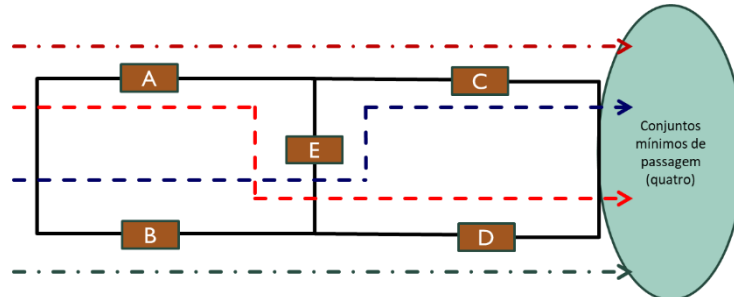 A
C
E
B
D
Conjuntos
mínimos de
passagem
(quatro)